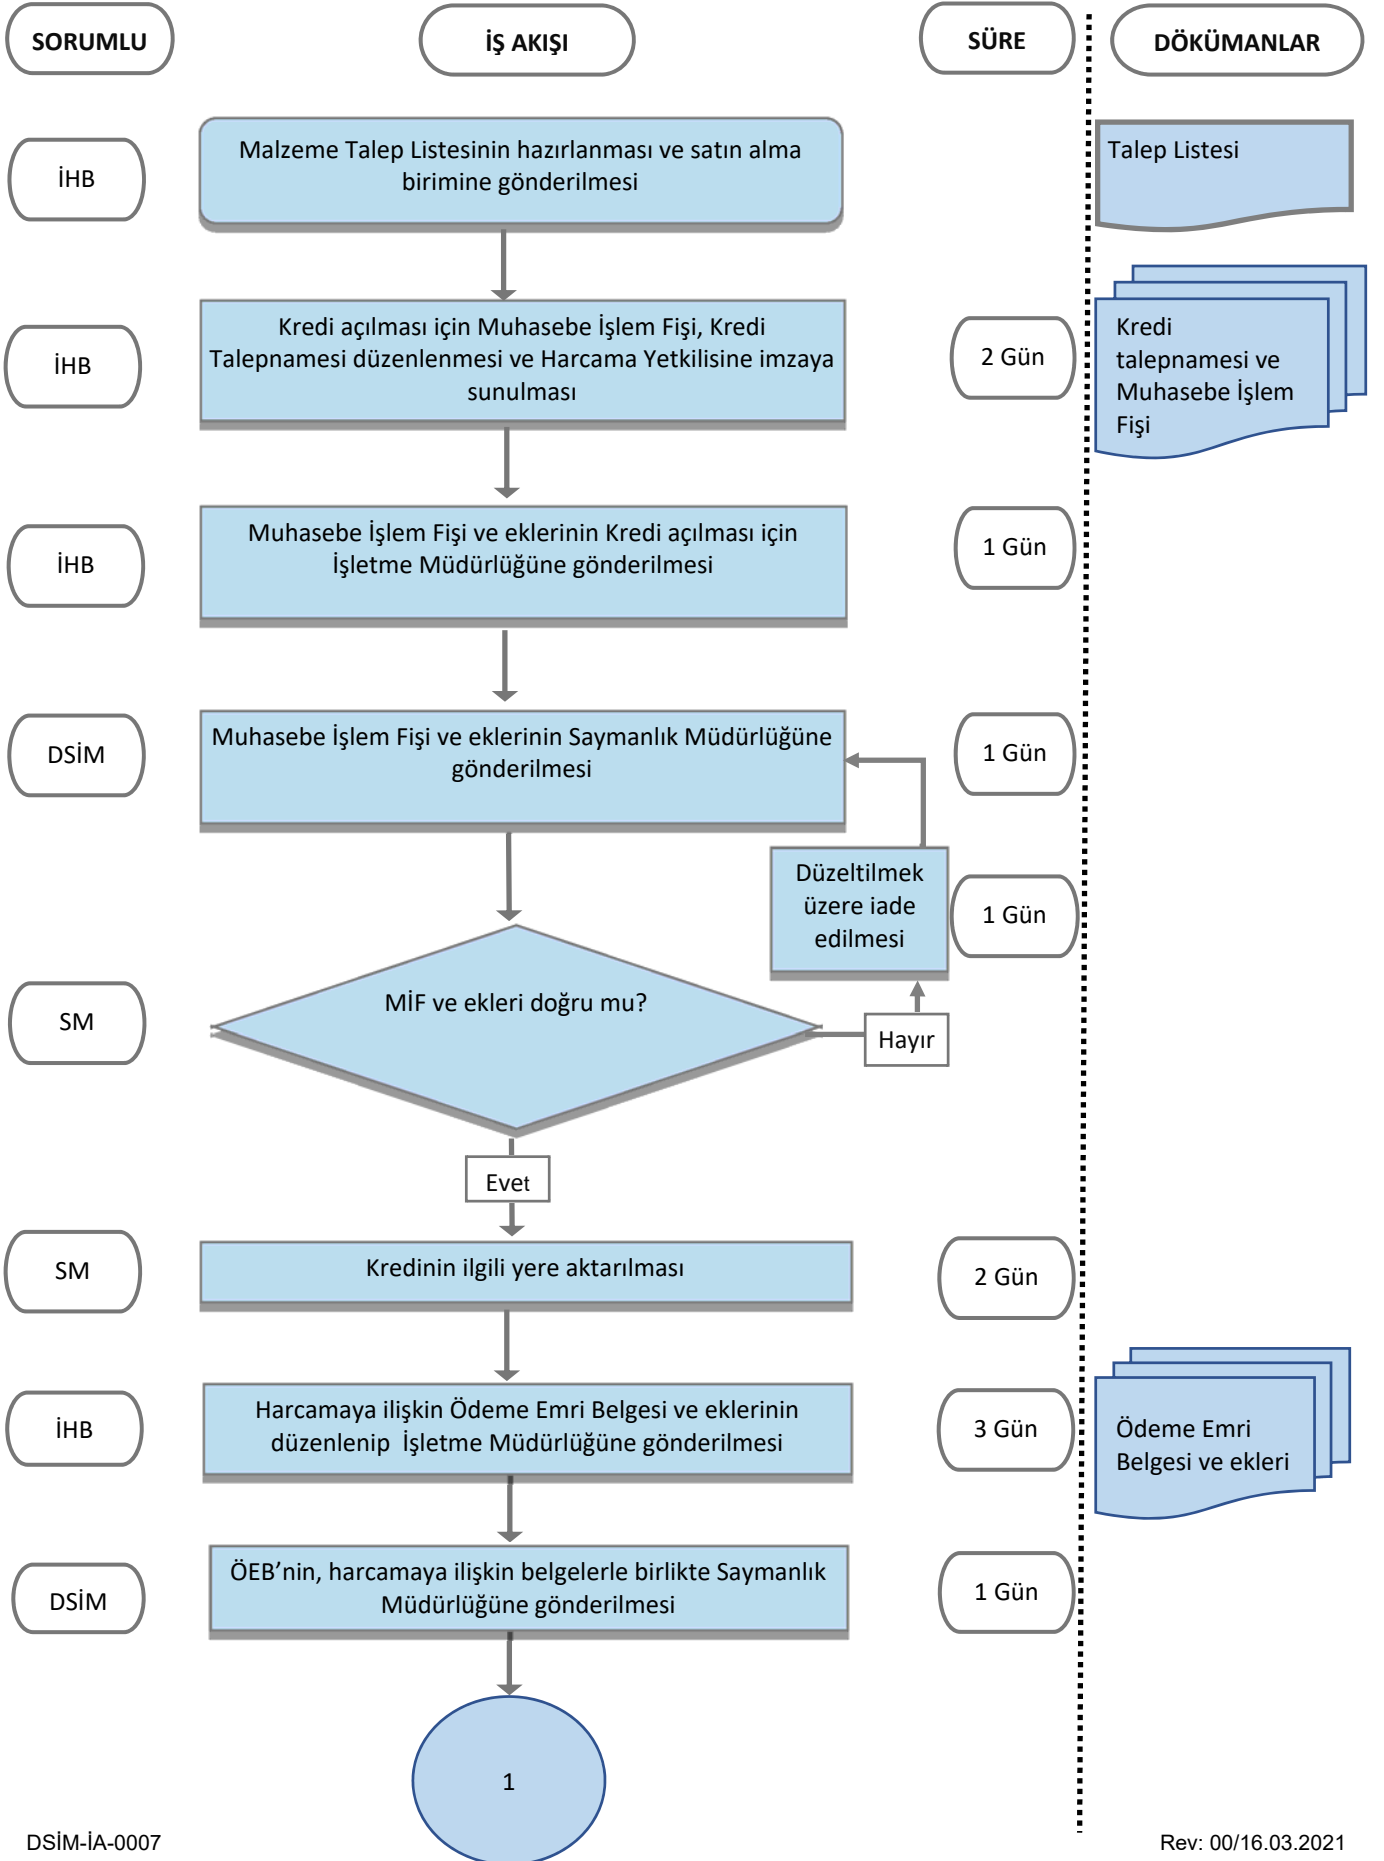 SORUMLU
İŞ AKIŞI
SÜRE
DÖKÜMANLAR
İHB
Malzeme Talep Listesinin hazırlanması ve satın alma
birimine gönderilmesi
Talep Listesi
İHB
Kredi açılması için Muhasebe İşlem Fişi, Kredi
Talepnamesi düzenlenmesi ve Harcama Yetkilisine imzaya
sunulması
2 Gün
Kredi
talepnamesi ve
Muhasebe İşlem
Fişi
İHB
Muhasebe İşlem Fişi ve eklerinin Kredi açılması için
İşletme Müdürlüğüne gönderilmesi
1 Gün
DSİM
Muhasebe İşlem Fişi ve eklerinin Saymanlık Müdürlüğüne
gönderilmesi
1 Gün
Düzeltilmek
üzere iade
edilmesi
1 Gün
SM
MİF ve ekleri doğru mu?
Hayır
Evet
SM
Kredinin ilgili yere aktarılması
2 Gün
İHB
Harcamaya ilişkin Ödeme Emri Belgesi ve eklerinin
düzenlenip İşletme Müdürlüğüne gönderilmesi
3 Gün
Ödeme Emri
Belgesi ve ekleri
DSİM
ÖEB’nin, harcamaya ilişkin belgelerle birlikte Saymanlık
Müdürlüğüne gönderilmesi
1 Gün
1
DSİM-İA-0007
Rev: 00/16.03.2021